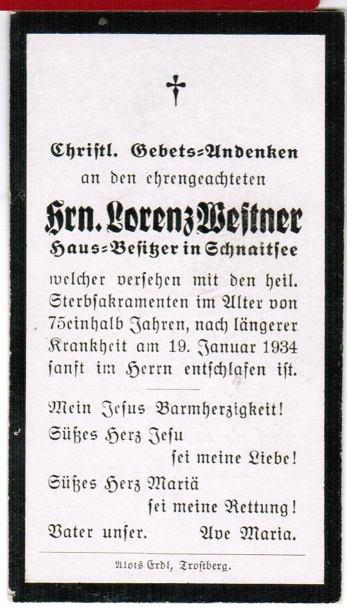 Christl. Gebets=Andenken
an den ehrengeachteten
Hrn. Lorenz Westner
Haus=Besitzer in Schnaitsee
welcher versehen mit den heil.
Sterbsakramenten im Alter von
75einhalb Jahren, nach längerer
Krankheit am 19. Januar 1934
sanft im Herrn entschlafen ist.
Mein Jesus Barmherzigkeit!
Süßes Herz Jesu
sei meine Liebe!
Süßes Herz Mariä
sei meine Rettung!
Vater unser. Ave Maria.
Alois Erdl, Trostberg.